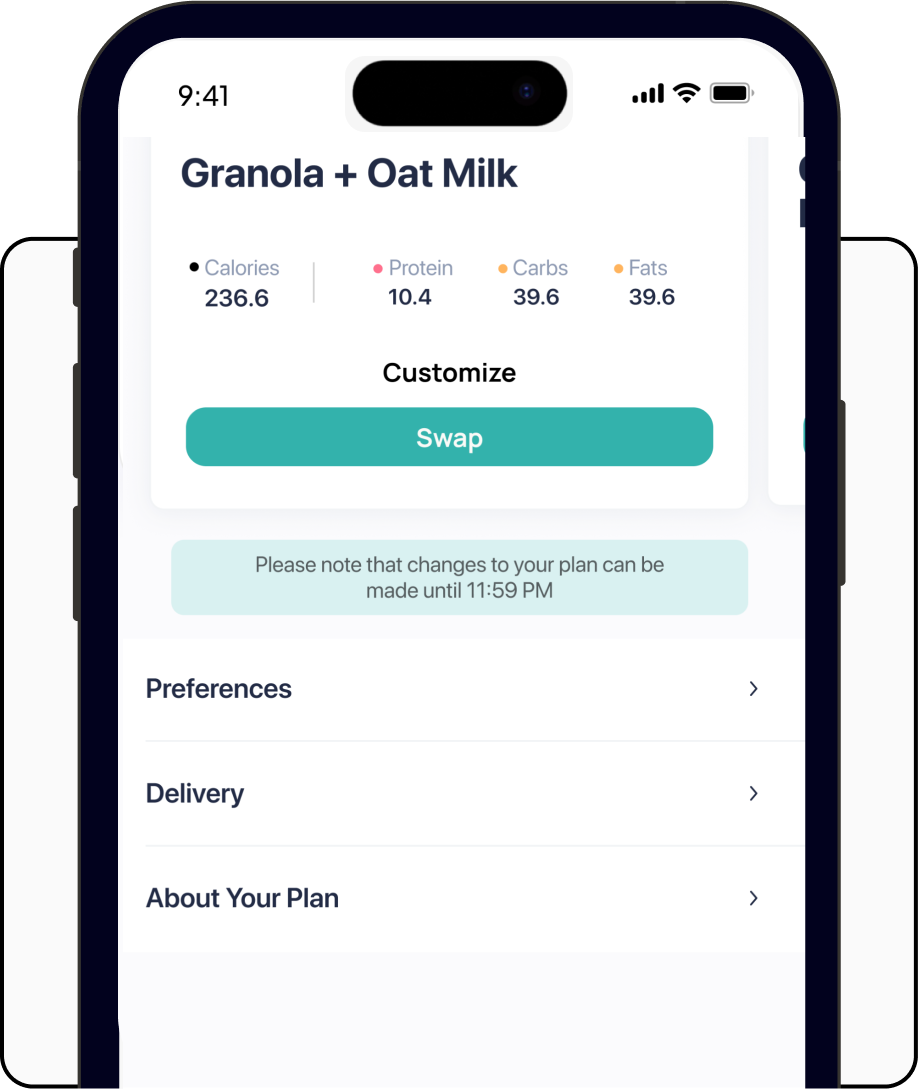 9:41
Granola + Oat Milk
Calories Protein Carbs Fats
236.6 10.4 39.6 39.6
Customize
Swap
Please note that changes to your plan can be
made until 11:59 PM
Preferences
Delivery
About Your Plan